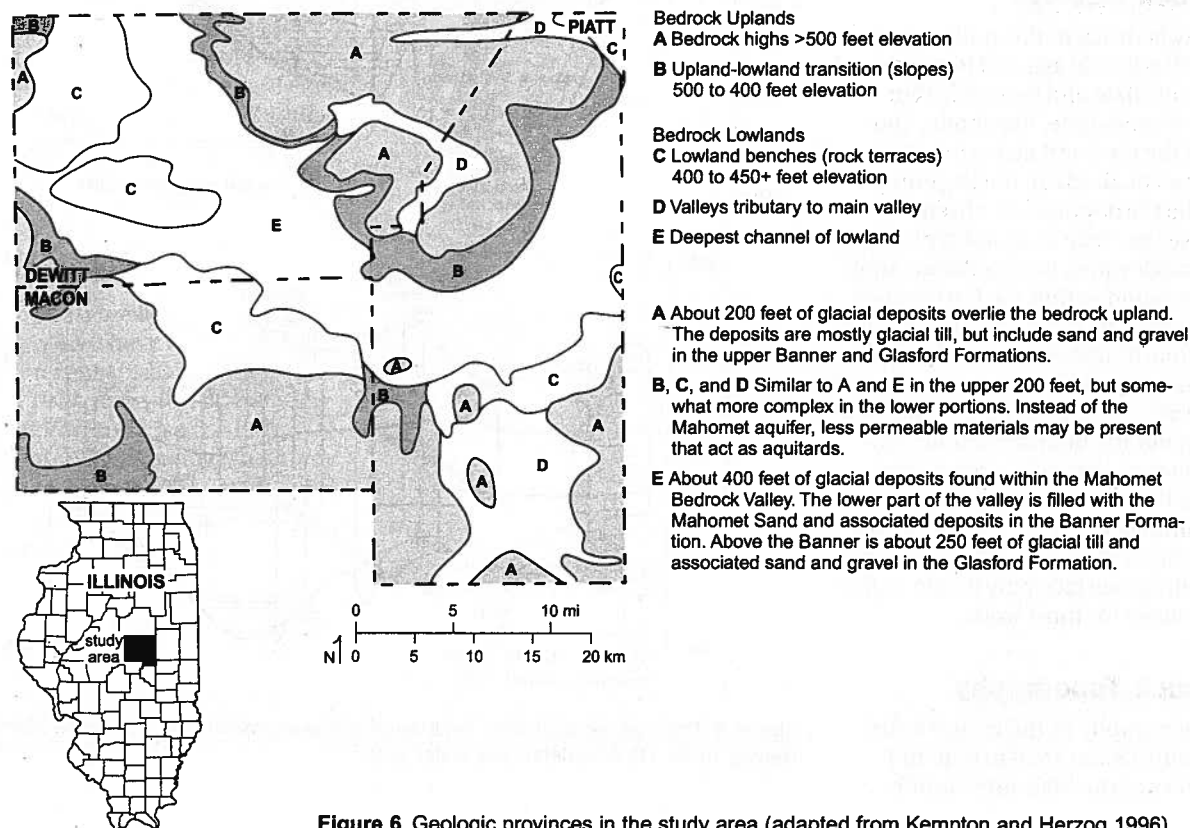 B
D
PIATT
A
C
A
C
B
A
D
C
E
B
B
DEWITT
MACON
C
C
A
B
C
A
A
A
D
A
B
A
ILLINOIS
study
area
0 5 10 mi
0 5 10 15 20 km
N
Bedrock Uplands
A Bedrock highs >500 feet elevation
B Upland-lowland transition (slopes)
500 to 400 feet elevation
Bedrock Lowlands
C Lowland benches (rock terraces)
400 to 450+ feet elevation
D Valleys tributary to main valley
E Deepest channel of lowland
A About 200 feet of glacial deposits overlie the bedrock upland.
The deposits are mostly glacial till, but include sand and gravel
in the upper Banner and Glasford Formations.
B, C, and D Similar to A and E in the upper 200 feet, but some-
what more complex in the lower portions. Instead of the
Mahomet aquifer, less permeable materials may be present
that act as aquitards.
E About 400 feet of glacial deposits found within the Mahomet
Bedrock Valley. The lower part of the valley is filled with the
Mahomet Sand and associated deposits in the Banner Forma-
tion. Above the Banner is about 250 feet of glacial till and
associated sand and gravel in the Glasford Formation.
Figure 6 Geologic provinces in the study area (adapted from Kempton and Herzog 1996)